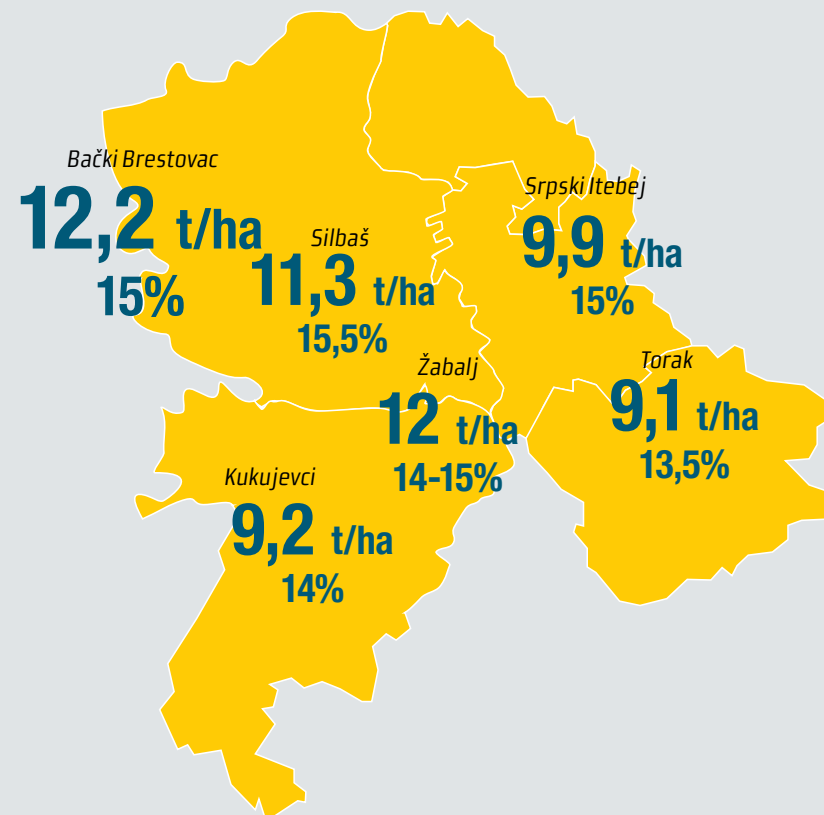 Bački Brestovac
12,2 t/ha
15%
Silbaš
11,3 t/ha
15,5%
Srpski Itebej
9,9 t/ha
15%
Žabalj
12 t/ha
14-15%
Torak
9,1 t/ha
13,5%
Kukujevci
9,2 t/ha
14%